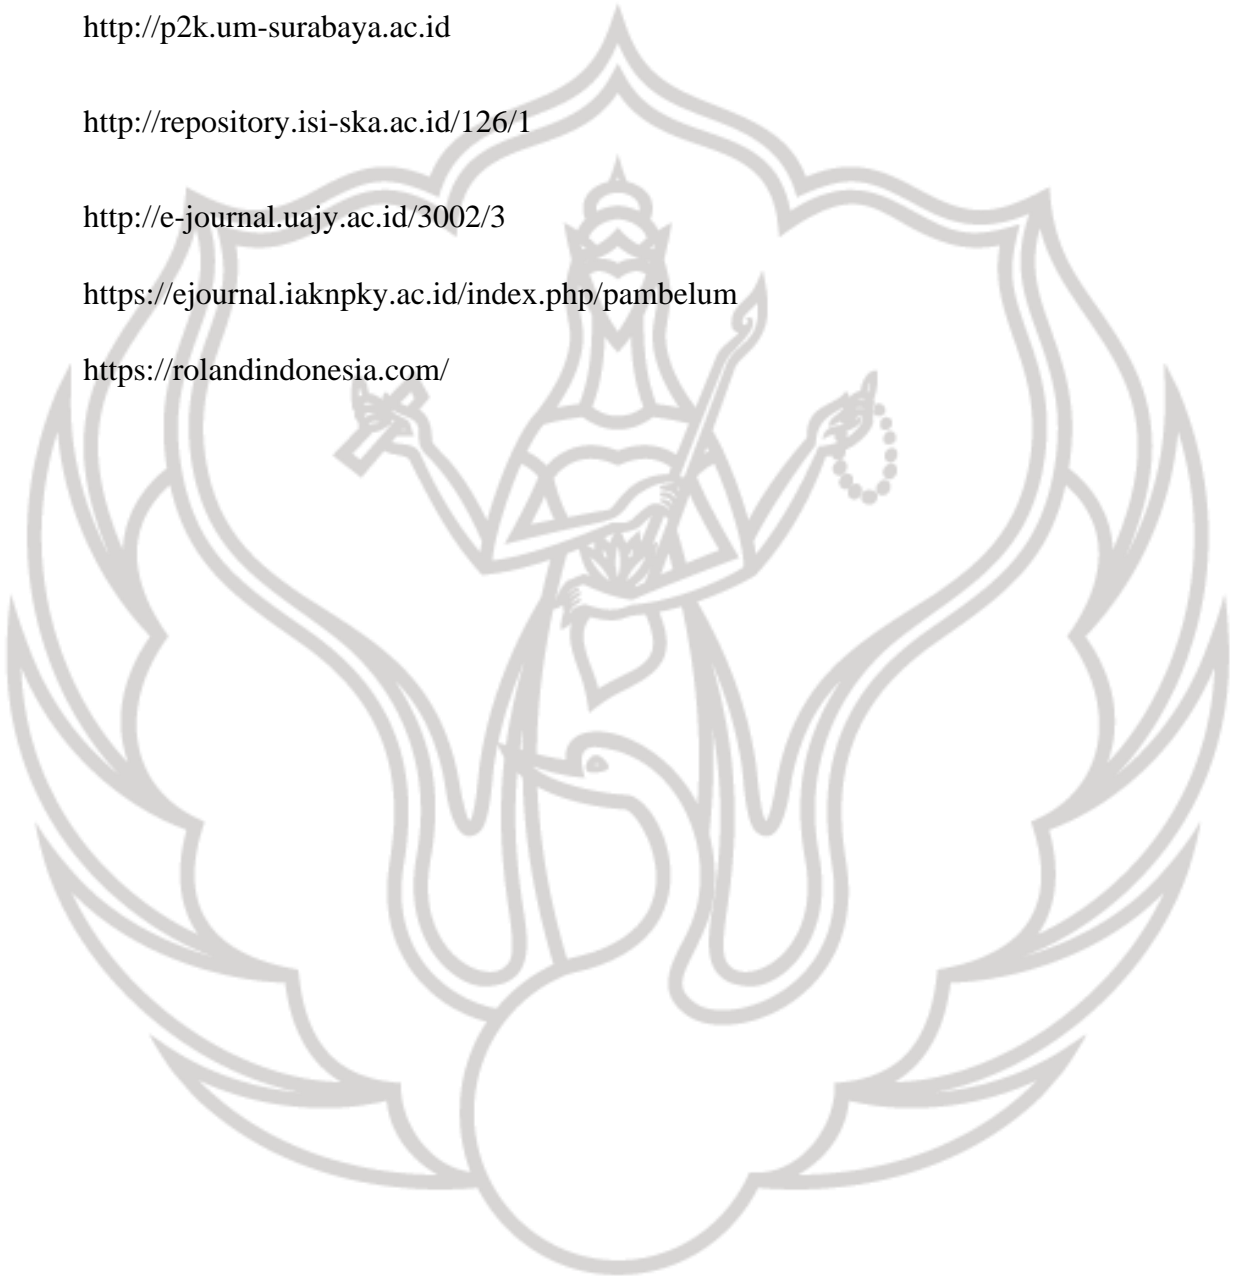 http://p2k.um-surabaya.ac.id
http://repository.isi-ska.ac.id/126/1
http://e-journal.uajy.ac.id/3002/3
https://ejournal.iaknpky.ac.id/index.php/pambelum
https://rolandindonesia.com/